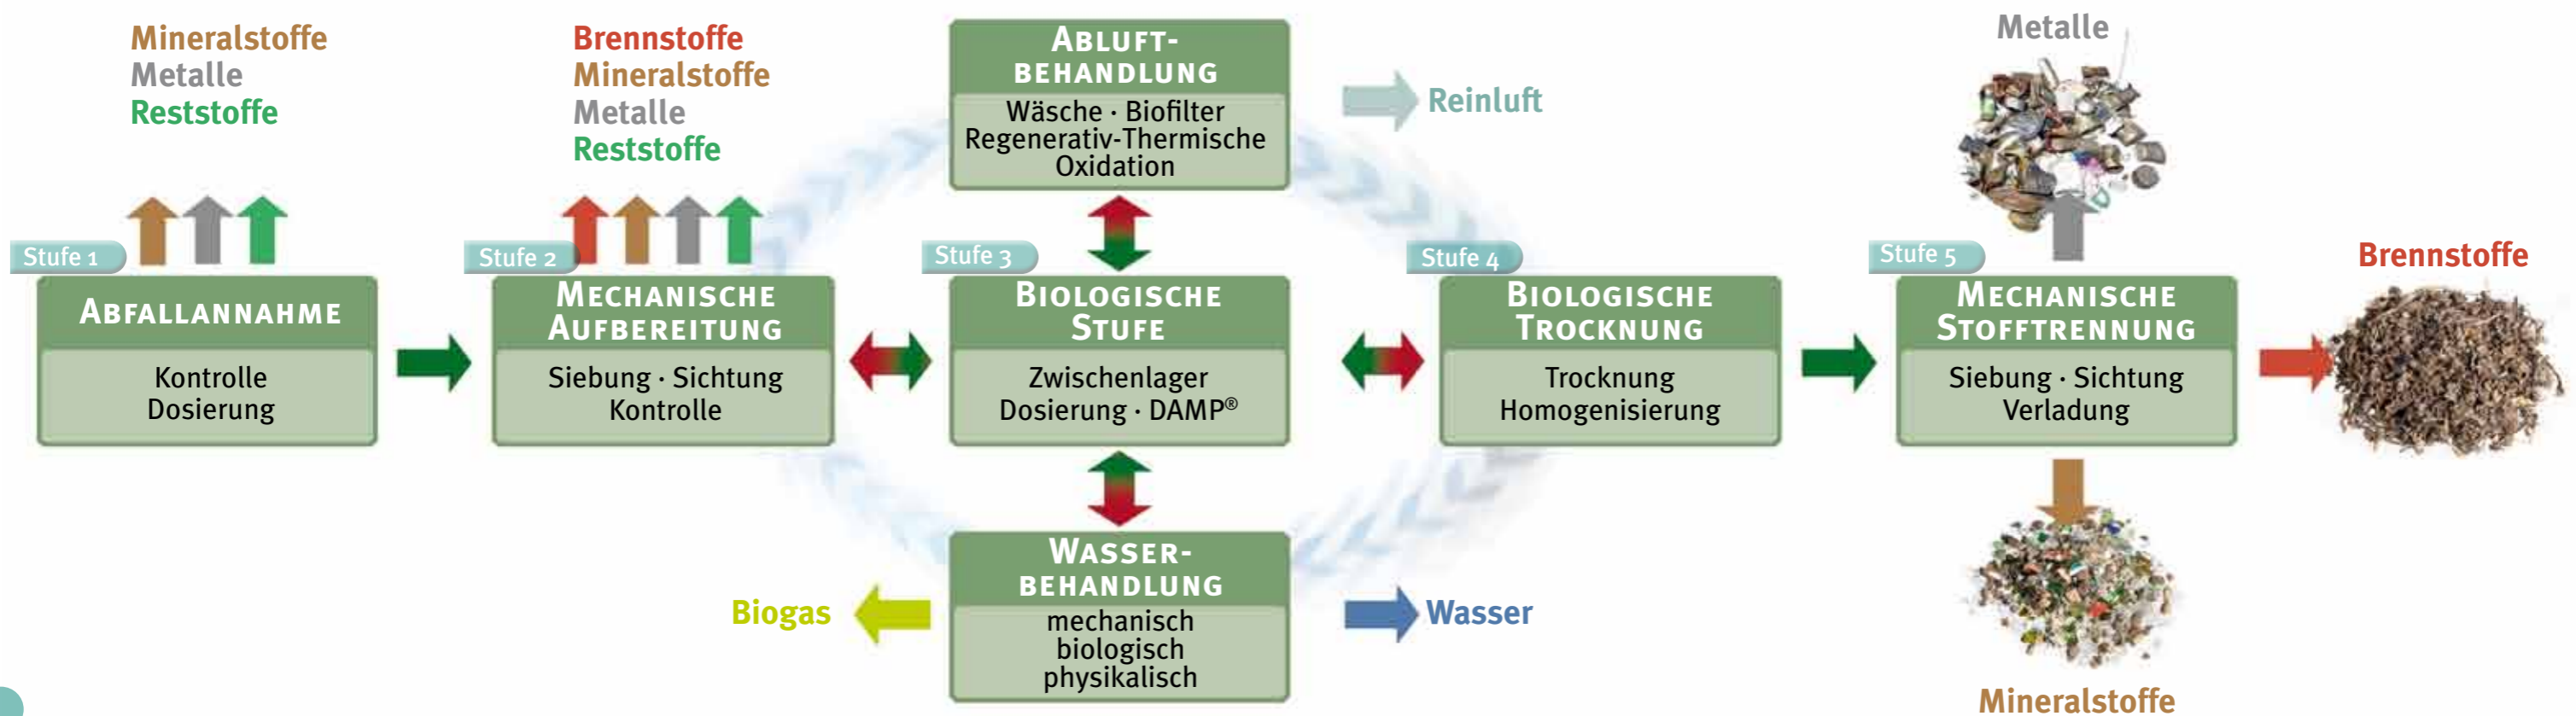 Mineralstoffe
Metalle
Reststoffe
Stufe 1
ABFALLANNAHME
Kontrolle
Dosierung
Brennstoffe
Mineralstoffe
Metalle
Reststoffe
Stufe 2
MECHANISCHE
AUFBEREITUNG
Siebung · Sichtung
Kontrolle
ABLUFT-
BEHANDLUNG
Wäsche · Biofilter
Regenerativ-Thermische
Oxidation
Reinluft
Stufe 3
BIOLOGISCHE
STUFE
Zwischenlager
Dosierung · DAMP®
WASSER-
BEHANDLUNG
mechanisch
biologisch
physikalisch
Biogas
Wasser
Stufe 4
BIOLOGISCHE
TROCKNUNG
Trocknung
Homogenisierung
Stufe 5
MECHANISCHE
STOFFTRENNUNG
Siebung · Sichtung
Verladung
Metalle
Brennstoffe
Mineralstoffe